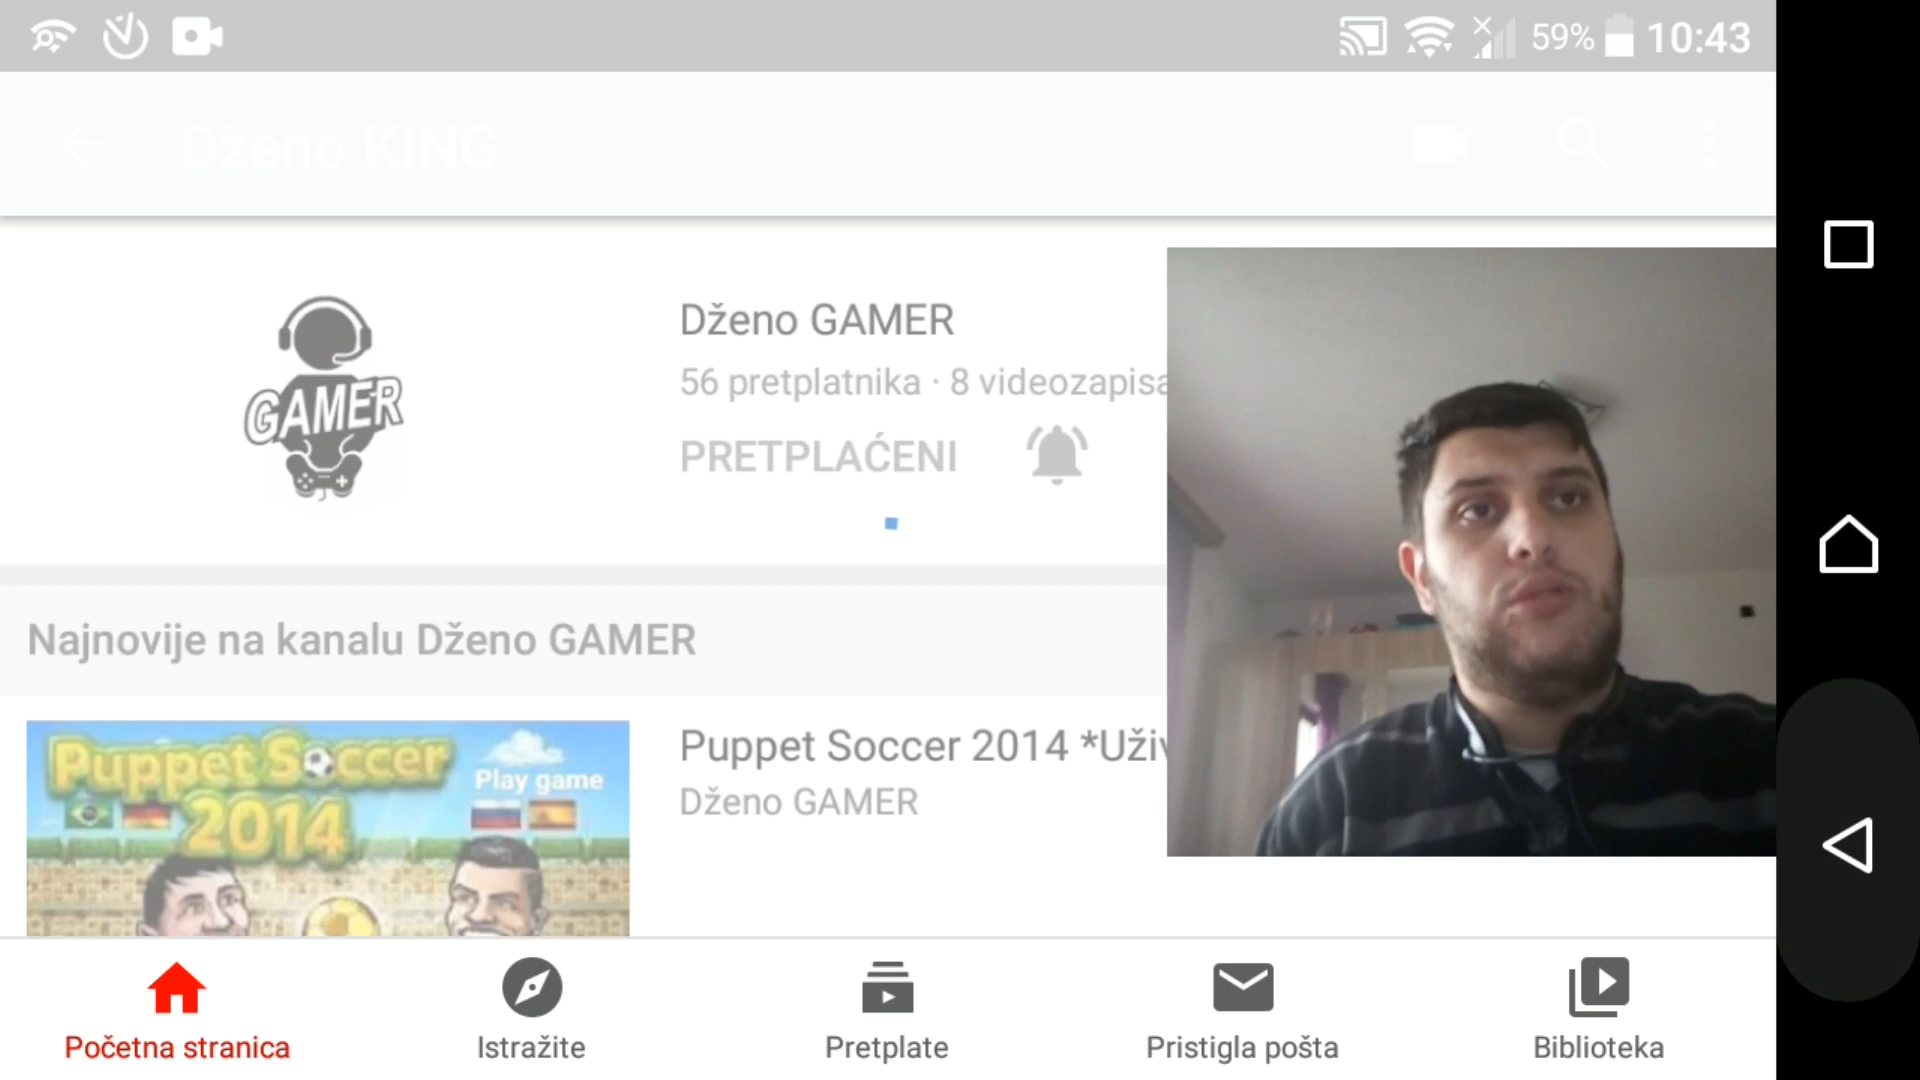 59% 10:43
Dženo KING
GAMER
Dženo GAMER
56 pretplatnika · 8 videozapisa
PRETPLAĆENI
Najnovije na kanalu Dženo GAMER
Puppet Soccer
2014
Play game
Puppet Soccer 2014 *Uživ
Dženo GAMER
Početna stranica
Istražite
Pretplate
Pristigla pošta
Biblioteka